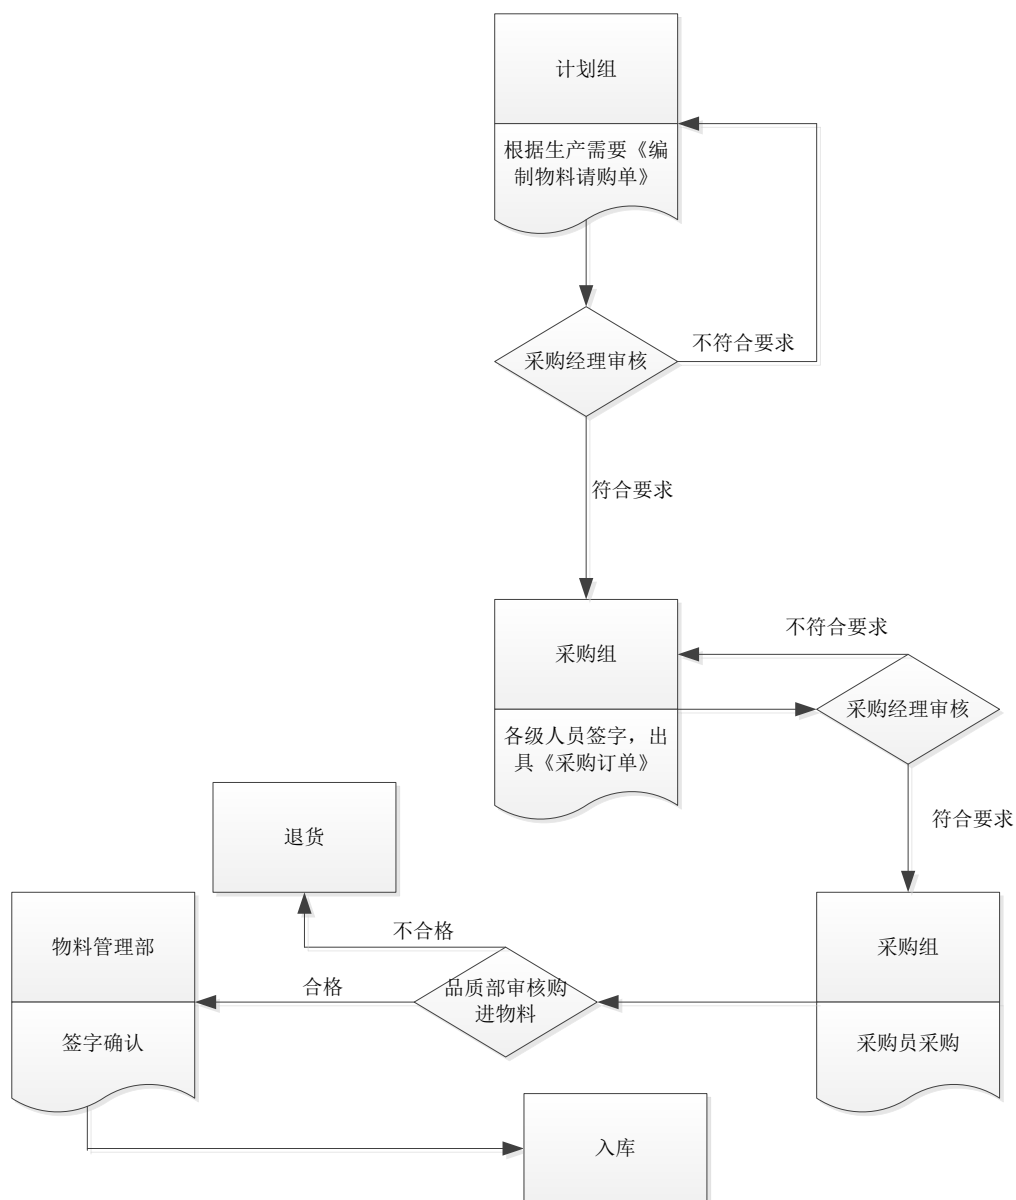 计划组
根据生产需要《编
制物料请购单》
采购经理审核
不符合要求
符合要求
采购组
各级人员签字，出
具《采购订单》
不符合要求
采购经理审核
符合要求
采购组
采购员采购
品质部审核购
进物料
不合格
退货
合格
物料管理部
签字确认
入库